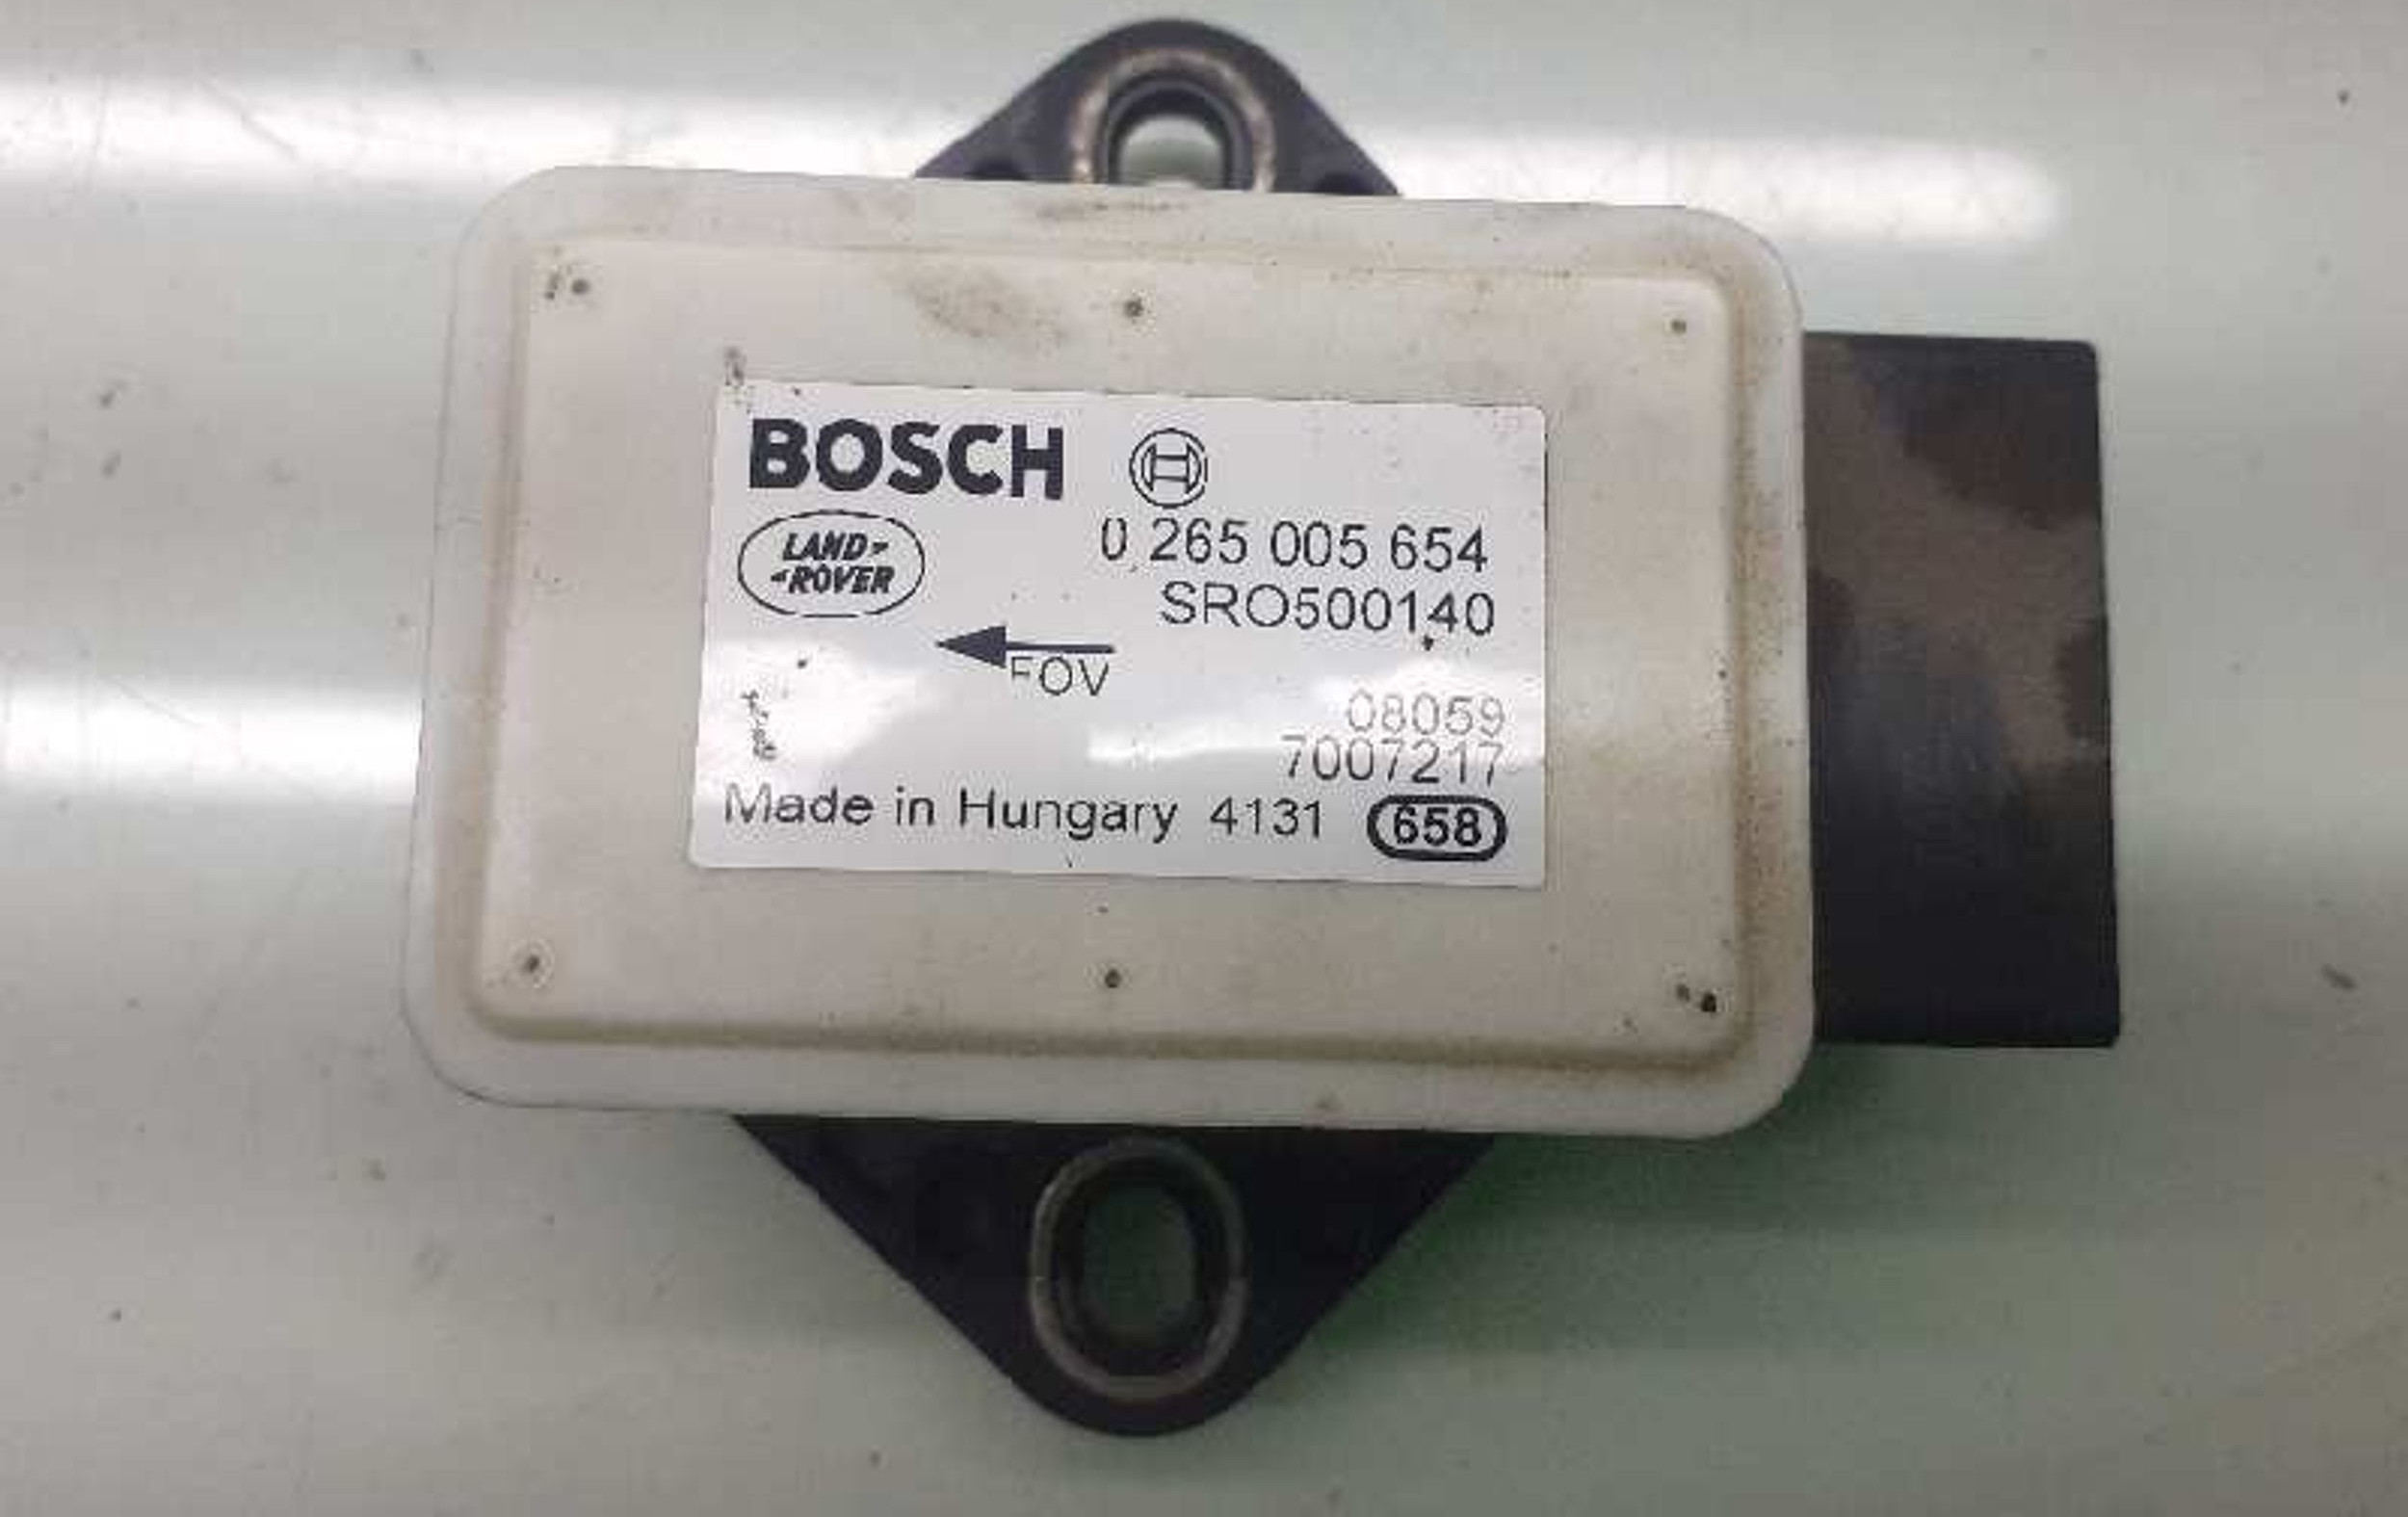 BOSCH
LAND-
-ROVER
0 265 005 654
SRO500140
FOV
08059
7007217
Made in Hungary 4131 658